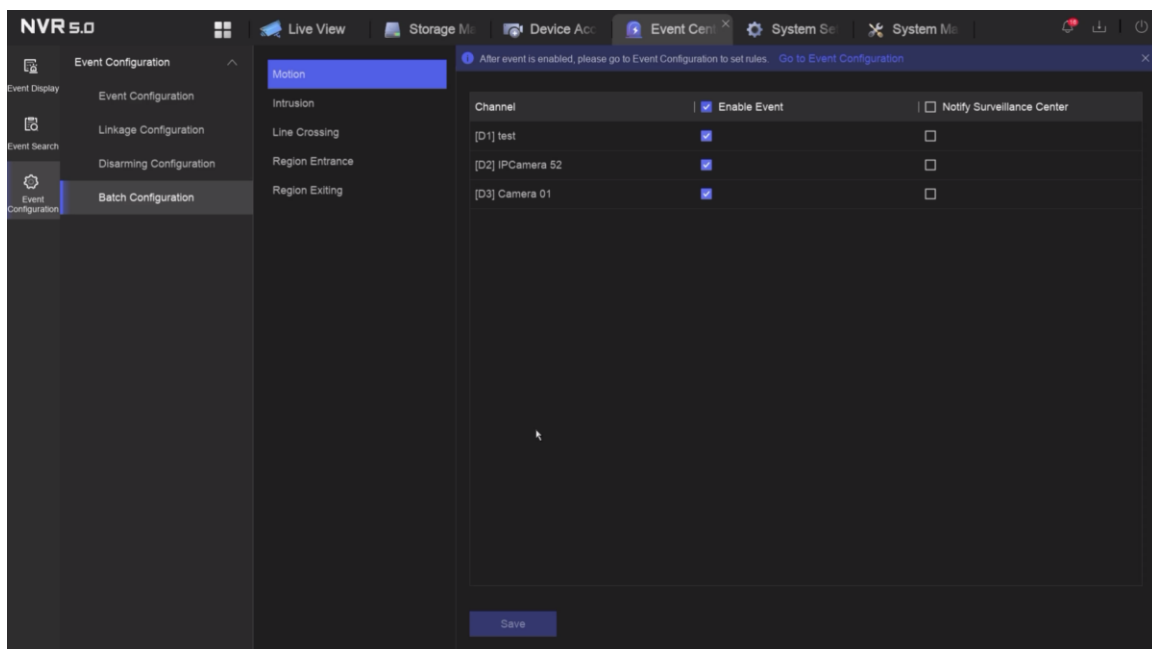 NVR 5.0
Live View
Storage Ma
Device Acc
Event Cent
System Se
System Ma
Event Display
Event Search
Event Configuration
Event Configuration
Event Configuration
Linkage Configuration
Disarming Configuration
Batch Configuration
Motion
Intrusion
Line Crossing
Region Entrance
Region Exiting
After event is enabled, please go to Event Configuration to set rules. Go to Event Configuration
Channel Enable Event Notify Surveillance Center
[D1] test
[D2] IPCamera 52
[D3] Camera 01
Save